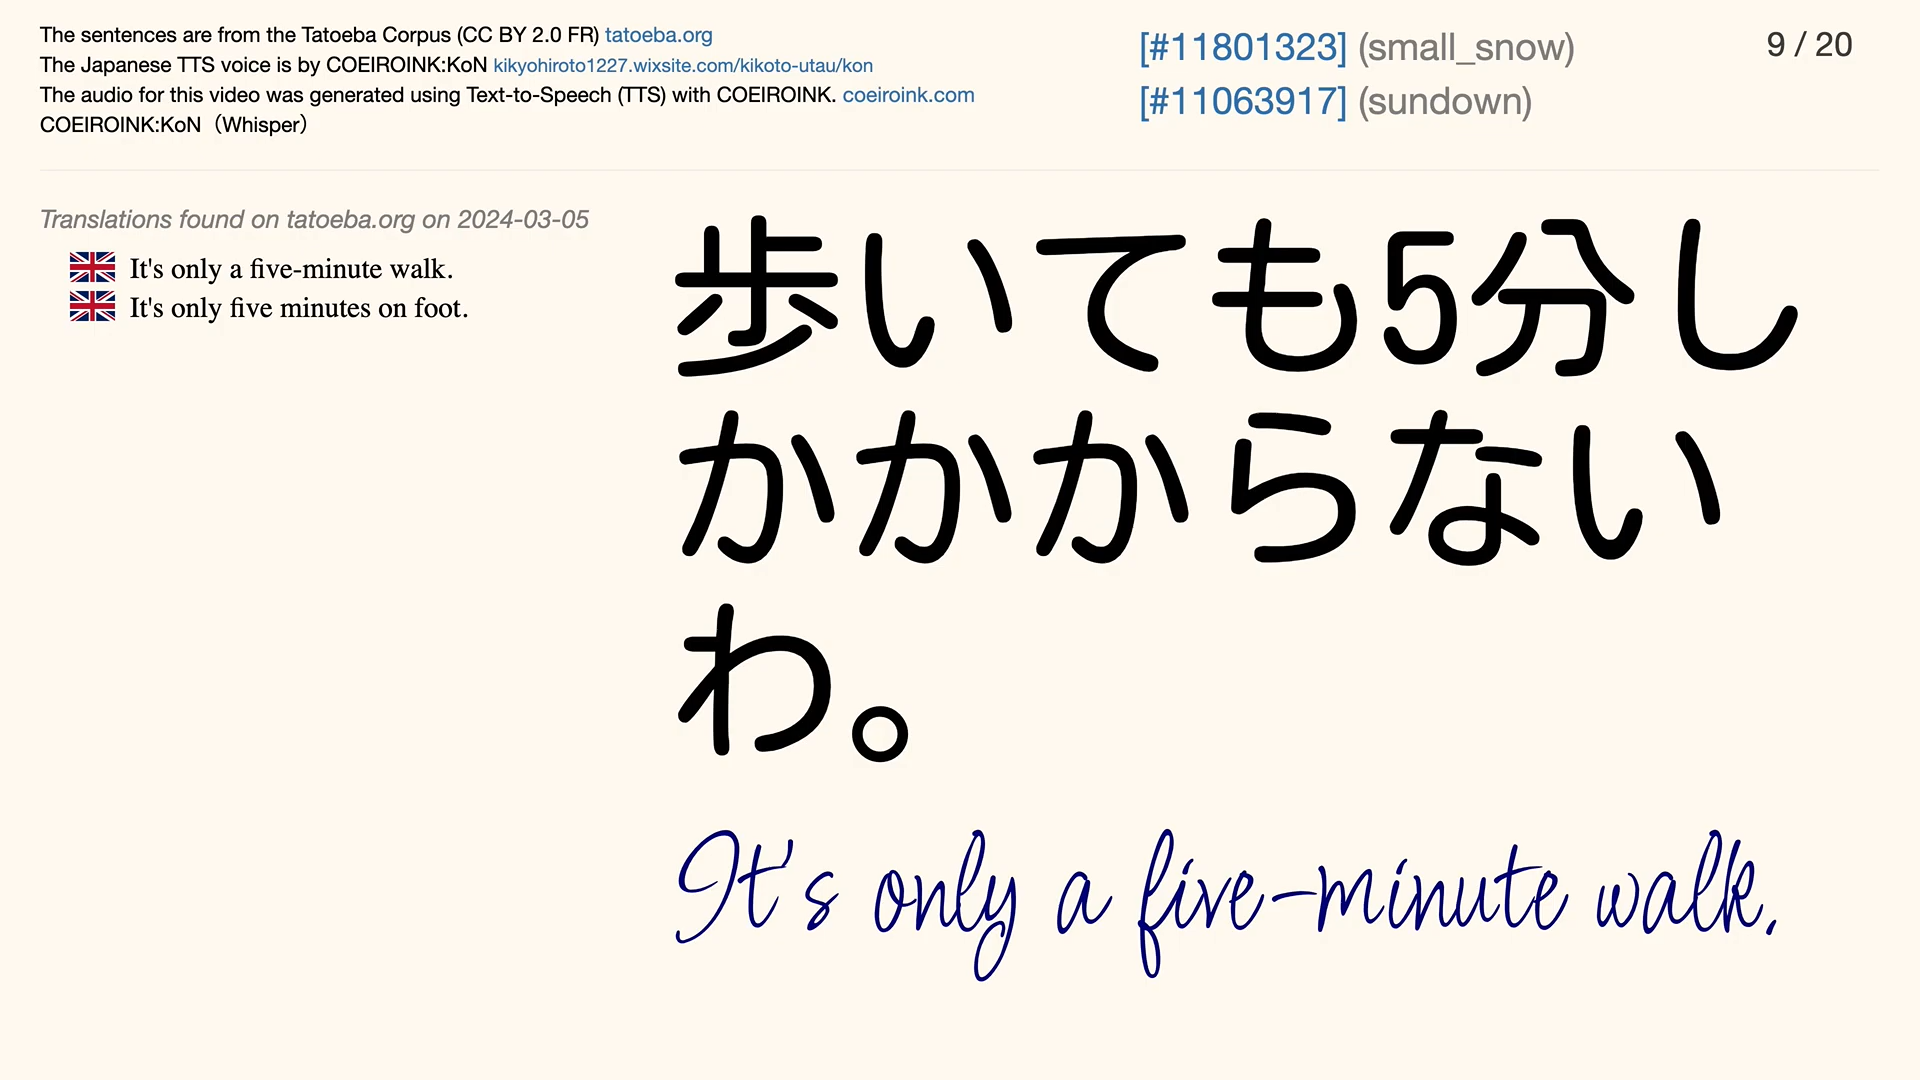 The sentences are from the Tatoeba Corpus (CC BY 2.0 FR) tatoeba.org
The Japanese TTS voice is by COEIROINK:KoN kikyohiroto1227.wixsite.com/kikoto-utau/kon
The audio for this video was generated using Text-to-Speech (TTS) with COEIROINK. coeiroink.com
COEIROINK:KoN（Whisper）
[#11801323] (small_snow)
[#11063917] (sundown)
9 / 20
Translations found on tatoeba.org on 2024-03-05
It's only a five-minute walk.
It's only five minutes on foot.
歩いても5分し
かかからない
わ。
It's only a five-minute walk.